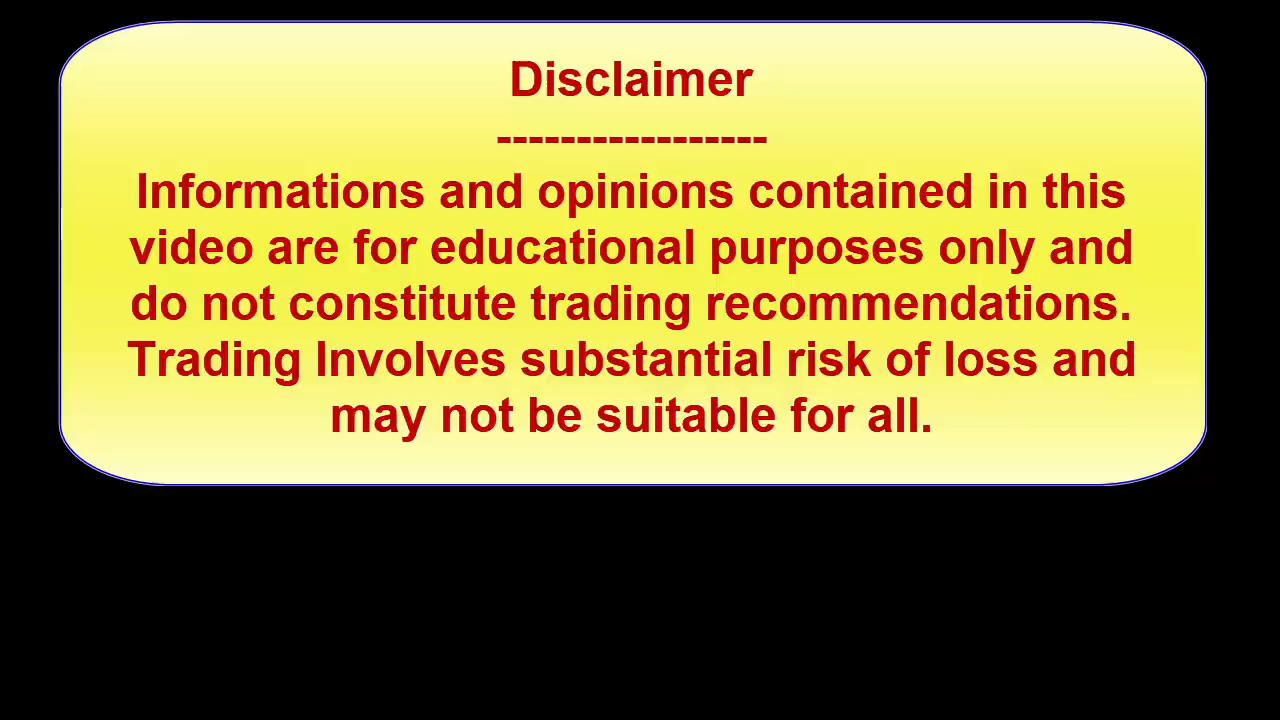 Disclaimer
-----------------
Informations and opinions contained in this
video are for educational purposes only and
do not constitute trading recommendations.
Trading Involves substantial risk of loss and
may not be suitable for all.